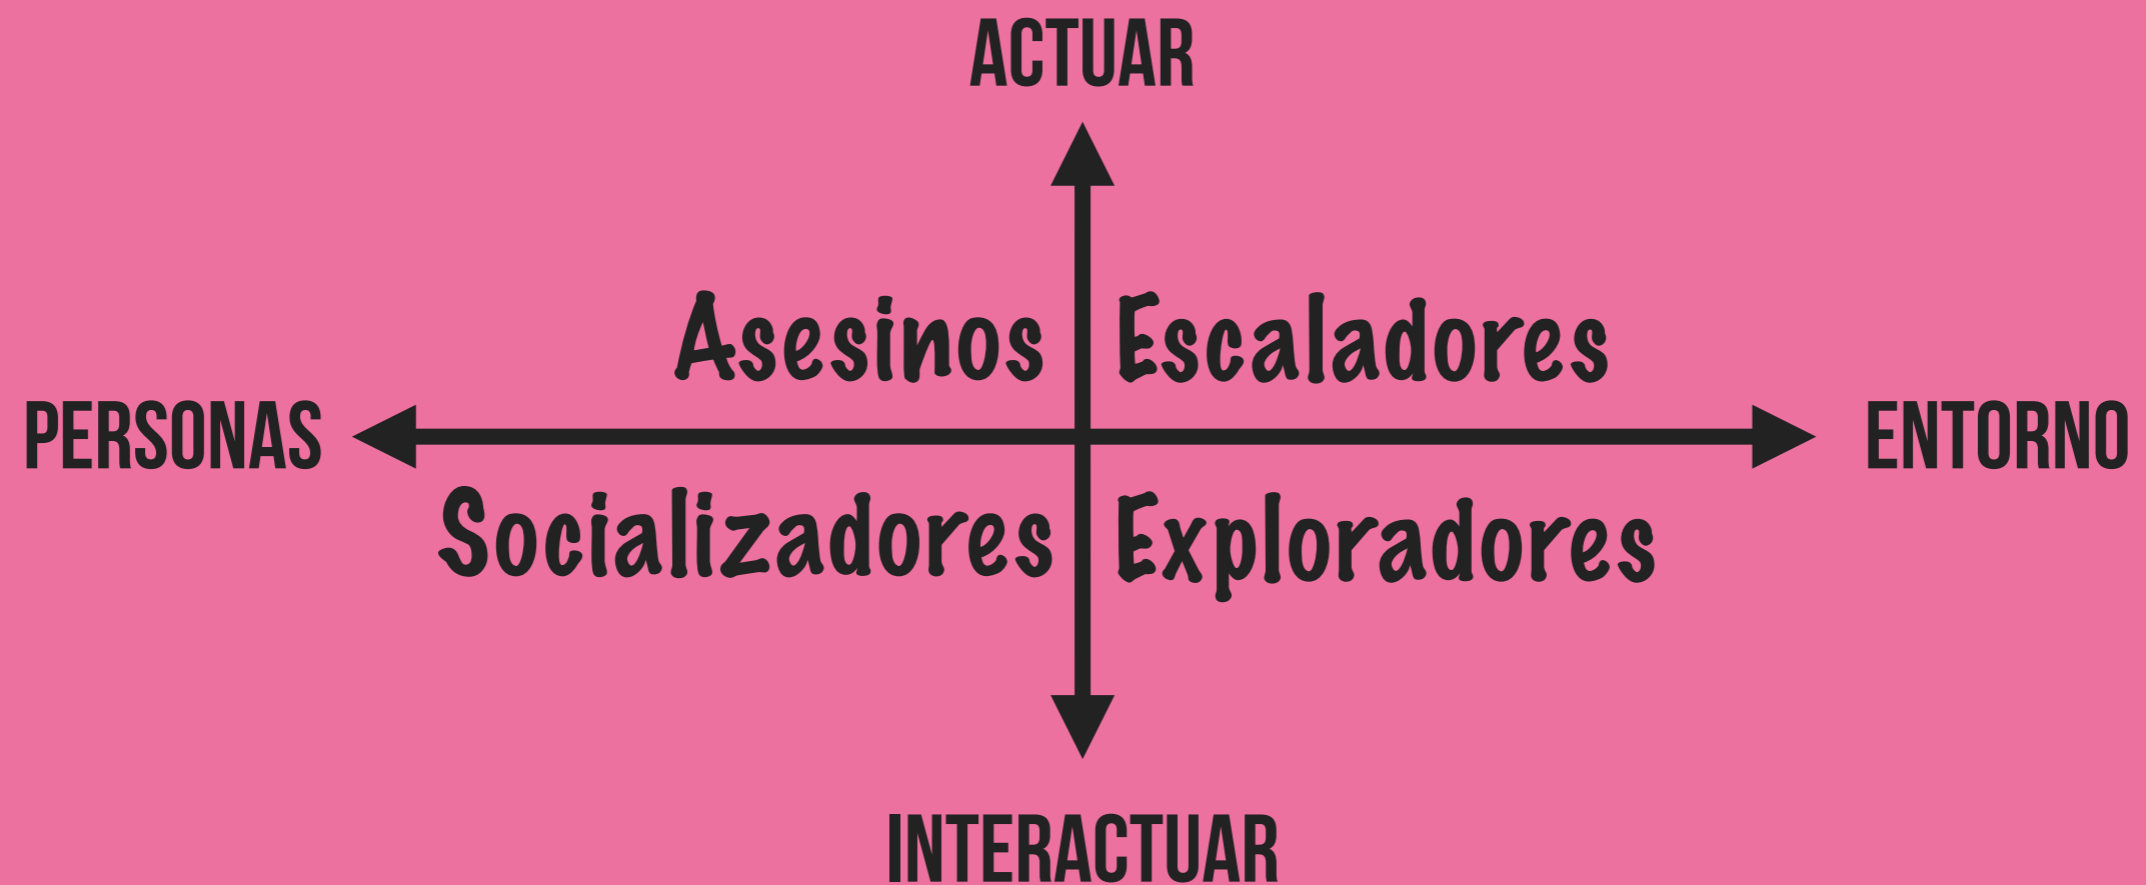 ACTUAR
Asesinos Escaladores
PERSONAS ENTORNO
Socializadores Exploradores
INTERACTUAR